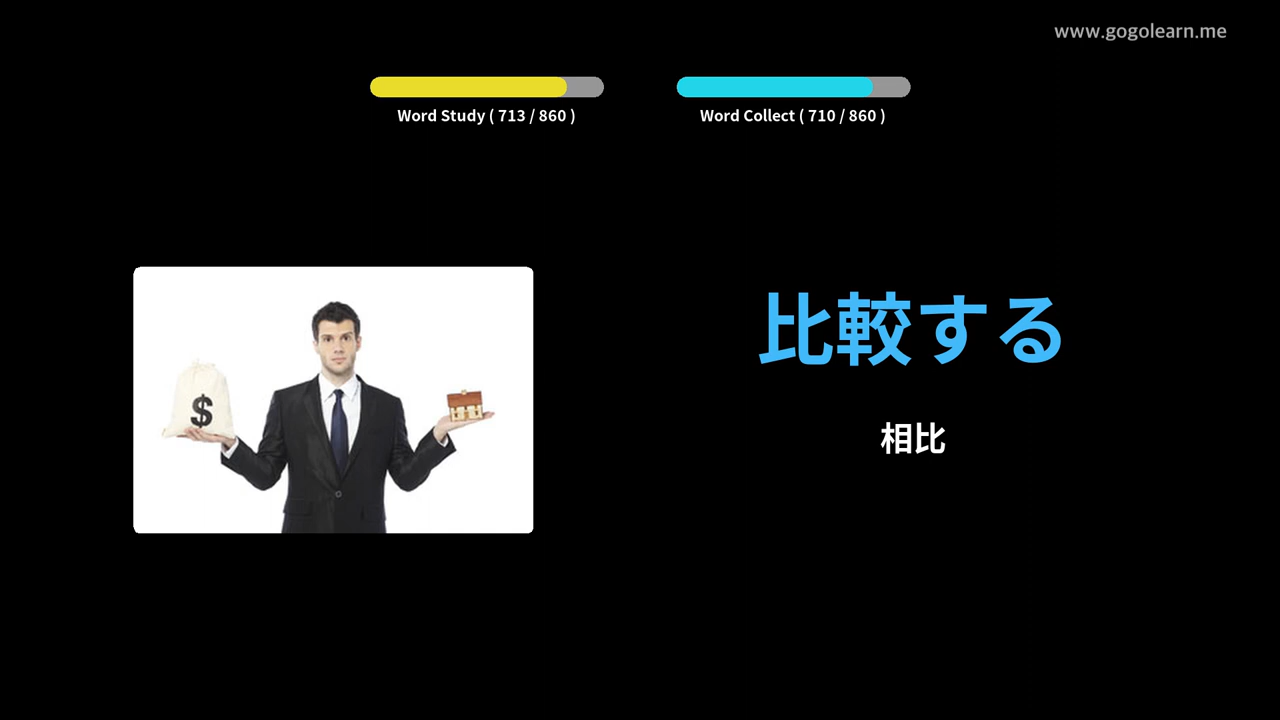 www.gogolearn.me
Word Study ( 713 / 860 )
Word Collect ( 710 / 860 )
$
比較する
相比